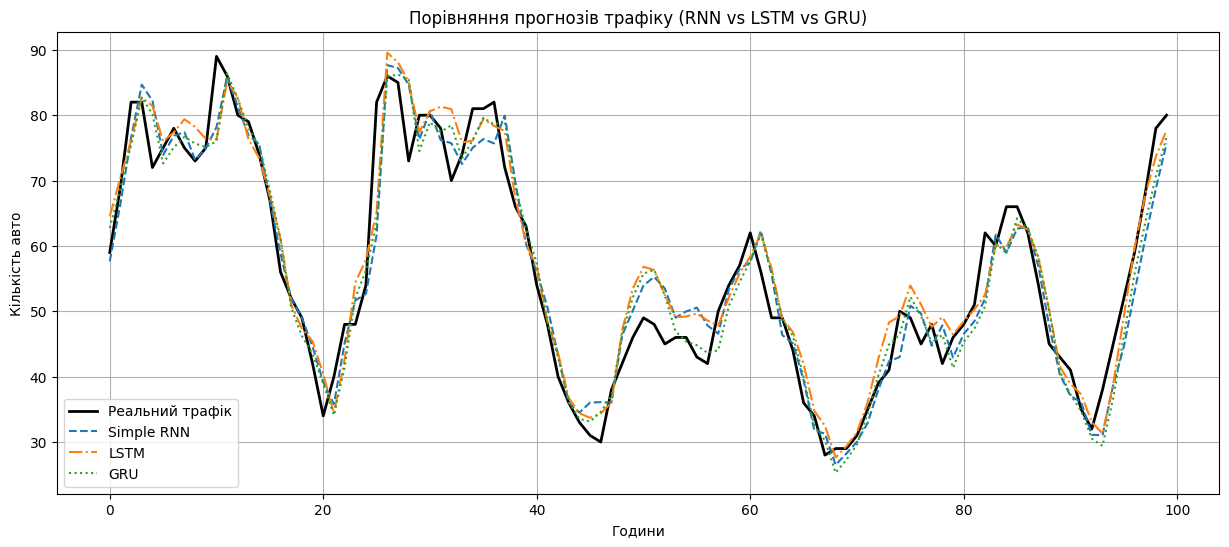 Порівняння прогнозів трафіку (RNN vs LSTM vs GRU)
Кількість авто
90
80
70
60
50
40
30
Реальний трафік
Simple RNN
LSTM
GRU
0 20 40 60 80 100
Години